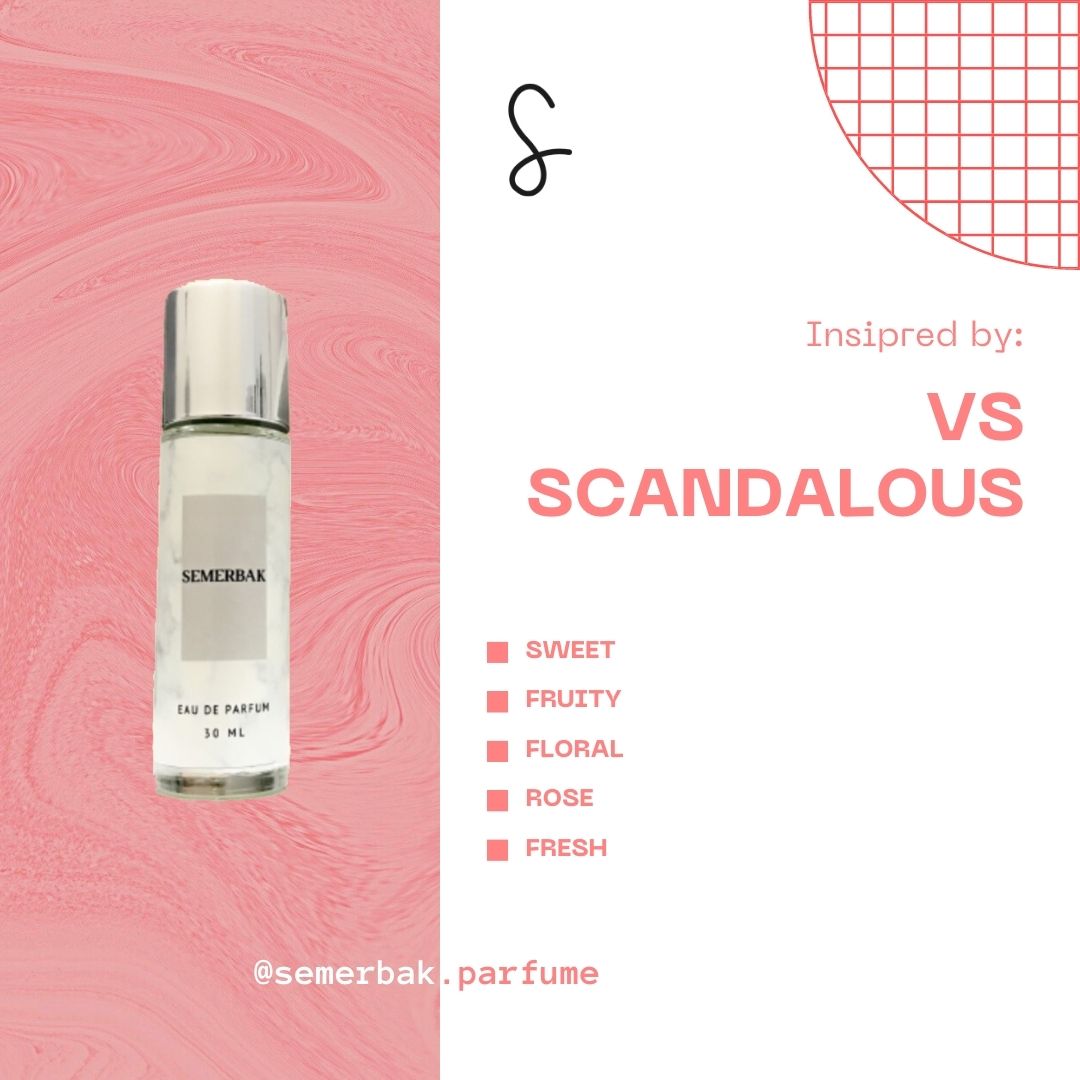 S
Insipred by:
VS
SCANDALOUS
SEMERBAK
EAU DE PARFUM
30 ML
SWEET
FRUITY
FLORAL
ROSE
FRESH
@semerbak.parfume